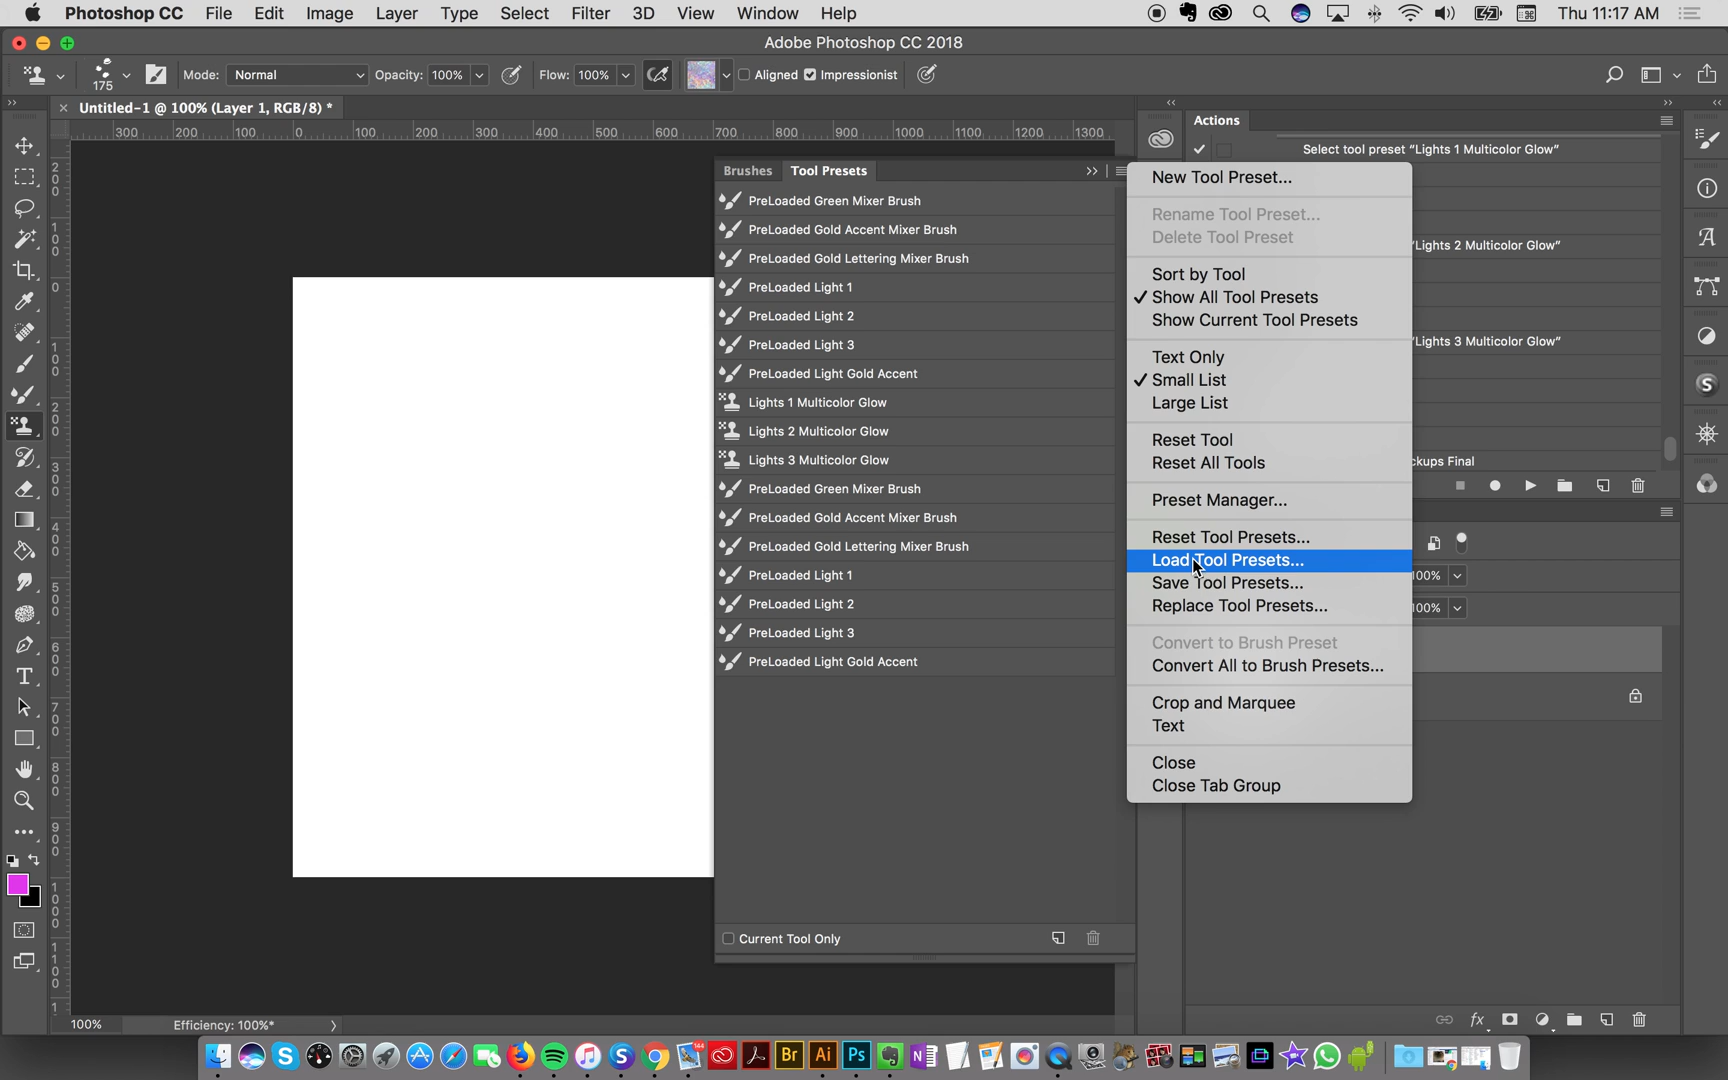 Photoshop CC File Edit Image Layer Type Select Filter 3D View Window Help Thu 11:17 AM
Adobe Photoshop CC 2018
175 Mode: Normal Opacity: 100% Flow: 100% Aligned Impressionist
Untitled-1 @ 100% (Layer 1, RGB/8) *
300 200 100 0 100 200 300 400 500 600 700 800 900 1000 1100 1200 1300
Brushes Tool Presets
PreLoaded Green Mixer Brush
PreLoaded Gold Accent Mixer Brush
PreLoaded Gold Lettering Mixer Brush
PreLoaded Light 1
PreLoaded Light 2
PreLoaded Light 3
PreLoaded Light Gold Accent
Lights 1 Multicolor Glow
Lights 2 Multicolor Glow
Lights 3 Multicolor Glow
PreLoaded Green Mixer Brush
PreLoaded Gold Accent Mixer Brush
PreLoaded Gold Lettering Mixer Brush
PreLoaded Light 1
PreLoaded Light 2
PreLoaded Light 3
PreLoaded Light Gold Accent
Current Tool Only
New Tool Preset...
Rename Tool Preset...
Delete Tool Preset
Sort by Tool
Show All Tool Presets
Show Current Tool Presets
Text Only
Small List
Large List
Reset Tool
Reset All Tools
Preset Manager...
Reset Tool Presets...
Load Tool Presets...
Save Tool Presets...
Replace Tool Presets...
Convert to Brush Preset
Convert All to Brush Presets...
Crop and Marquee
Text
Close
Close Tab Group
Actions
Select tool preset “Lights 1 Multicolor Glow”
“Lights 2 Multicolor Glow”
“Lights 3 Multicolor Glow”
ckups Final
100%
100%
fx
100% Efficiency: 100%*
Br Ai Ps